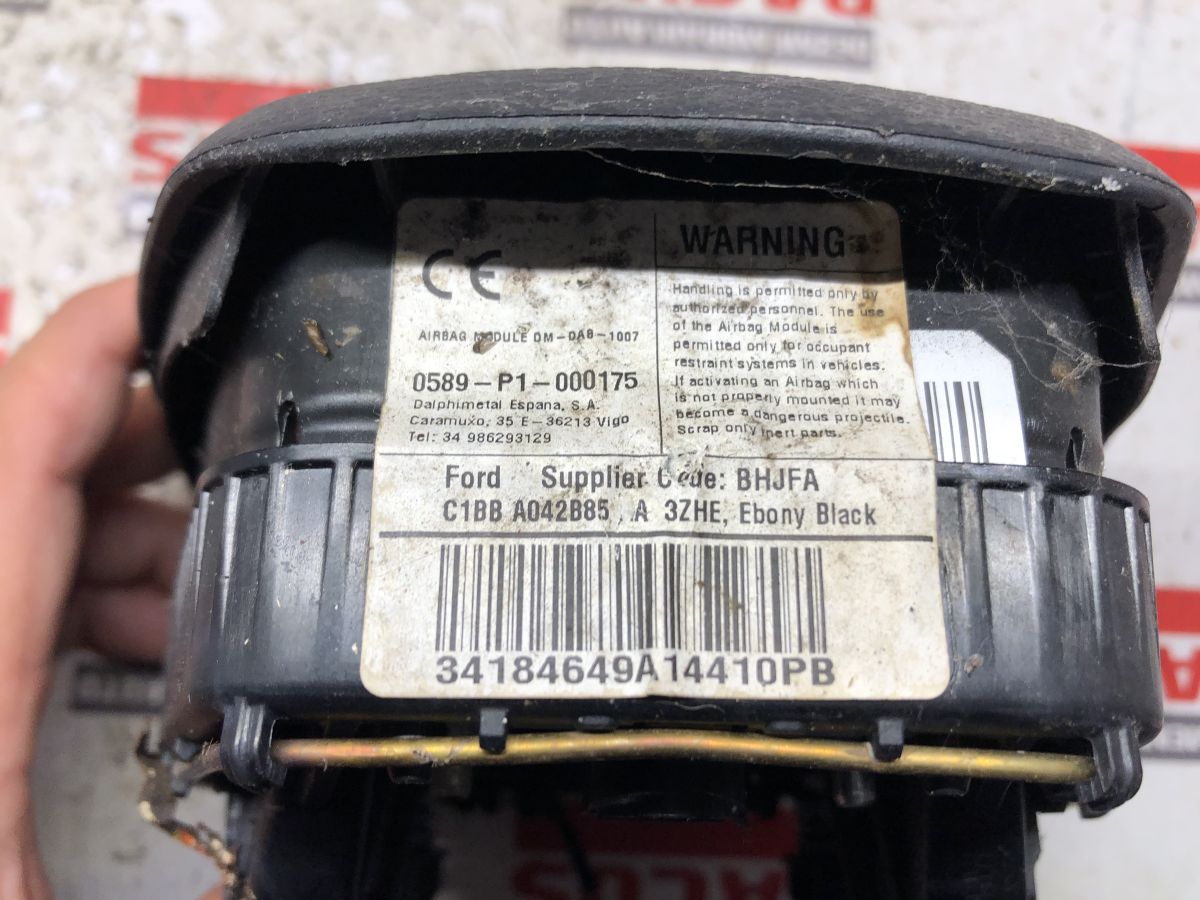 CE
AIRBAG MODULE DM-DAB-1007
0589-P1-000175
Dalphimetal Espana, S.A.
Caramuxo, 35 E-36213 Vigo
Tel: 34 986293129
WARNING
Handling is permitted only by
authorized personnel. The use
of the Airbag Module is
permitted only for occupant
restraint systems in vehicles.
If activating an Airbag which
is not properly mounted it may
become a dangerous projectile.
Scrap only inert parts.
Ford Supplier Code: BHJFA
C1BB A042B85 A 3ZHE, Ebony Black
34184649A14410PB